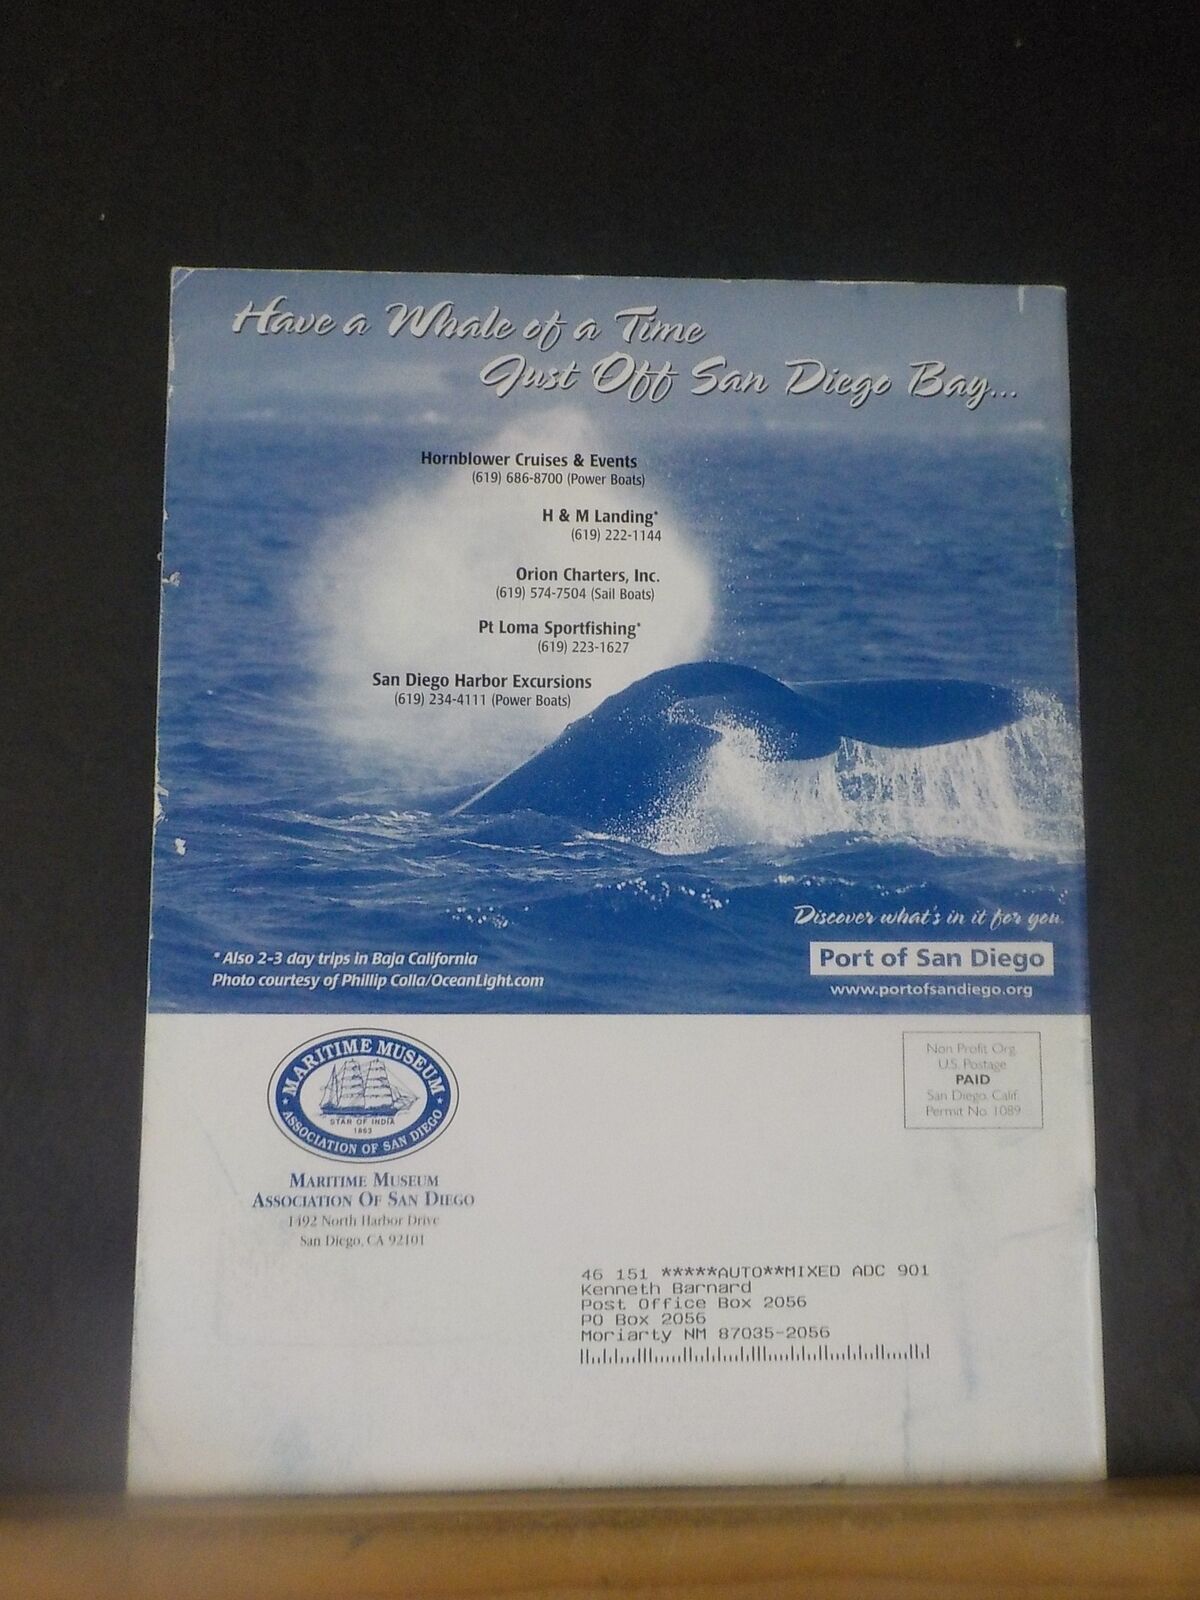 Have a Whale of a Time
Just Off San Diego Bay...
Hornblower Cruises & Events
(619) 686-8700 (Power Boats)
H & M Landing*
(619) 222-1144
Orion Charters, Inc.
(619) 574-7504 (Sail Boats)
Pt Loma Sportfishing*
(619) 223-1627
San Diego Harbor Excursions
(619) 234-4111 (Power Boats)
Discover what's in it for you.
* Also 2-3 day trips in Baja California
Photo courtesy of Phillip Colla/OceanLight.com
Port of San Diego
www.portofsandiego.org
MARITIME MUSEUM
STAR OF INDIA
1863
ASSOCIATION OF SAN DIEGO
MARITIME MUSEUM
ASSOCIATION OF SAN DIEGO
1492 North Harbor Drive
San Diego, CA 92101
Non Profit Org.
U.S. Postage
PAID
San Diego, Calif.
Permit No. 1089
46 151 *****AUTO**MIXED ADC 901
Kenneth Barnard
Post Office Box 2056
PO Box 2056
Moriarty NM 87035-2056